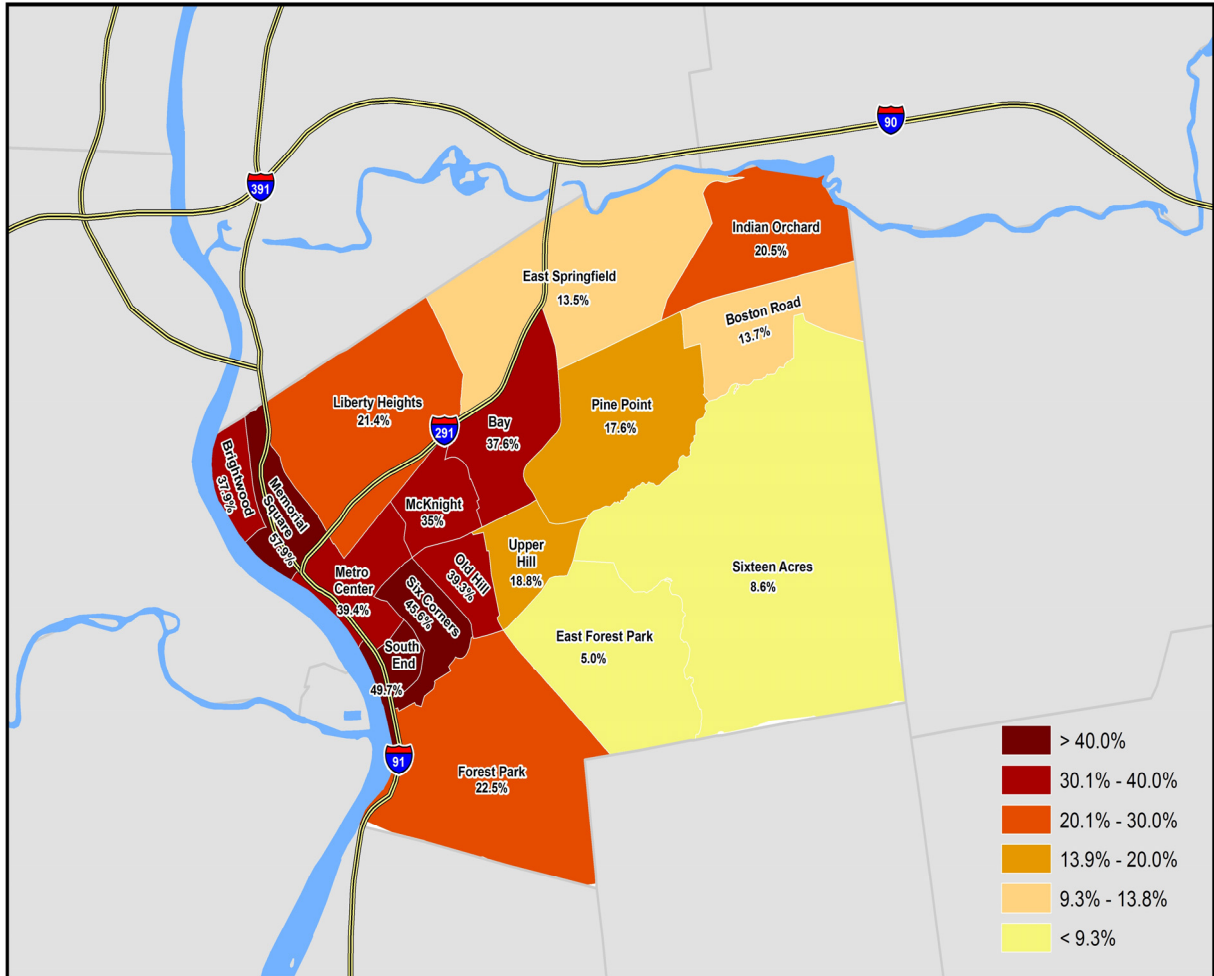 90
391
Indian Orchard
20.5%
East Springfield
13.5%
Boston Road
13.7%
Liberty Heights
21.4%
Pine Point
17.6%
291
Bay
37.6%
Brightwood
37.9%
Memorial
Square
57.9%
McKnight
35%
Upper
Hill
18.8%
Old Hill
39.3%
Metro
Center
39.4%
Six Corners
45.6%
Sixteen Acres
8.6%
East Forest Park
5.0%
South
End
49.7%
91
Forest Park
22.5%
> 40.0%
30.1% - 40.0%
20.1% - 30.0%
13.9% - 20.0%
9.3% - 13.8%
< 9.3%